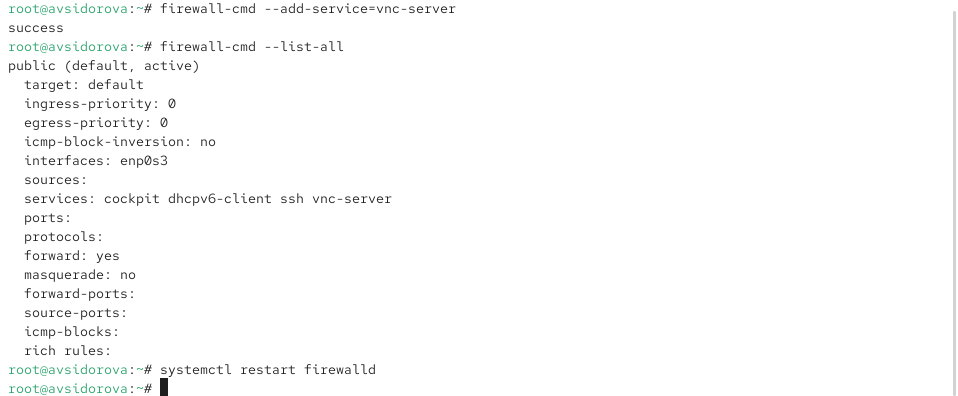 root@avsidorova:~# firewall-cmd --add-service=vnc-server
success
root@avsidorova:~# firewall-cmd --list-all
public (default, active)
  target: default
  ingress-priority: 0
  egress-priority: 0
  icmp-block-inversion: no
  interfaces: enp0s3
  sources:
  services: cockpit dhcpv6-client ssh vnc-server
  ports:
  protocols:
  forward: yes
  masquerade: no
  forward-ports:
  source-ports:
  icmp-blocks:
  rich rules:
root@avsidorova:~# systemctl restart firewalld
root@avsidorova:~#